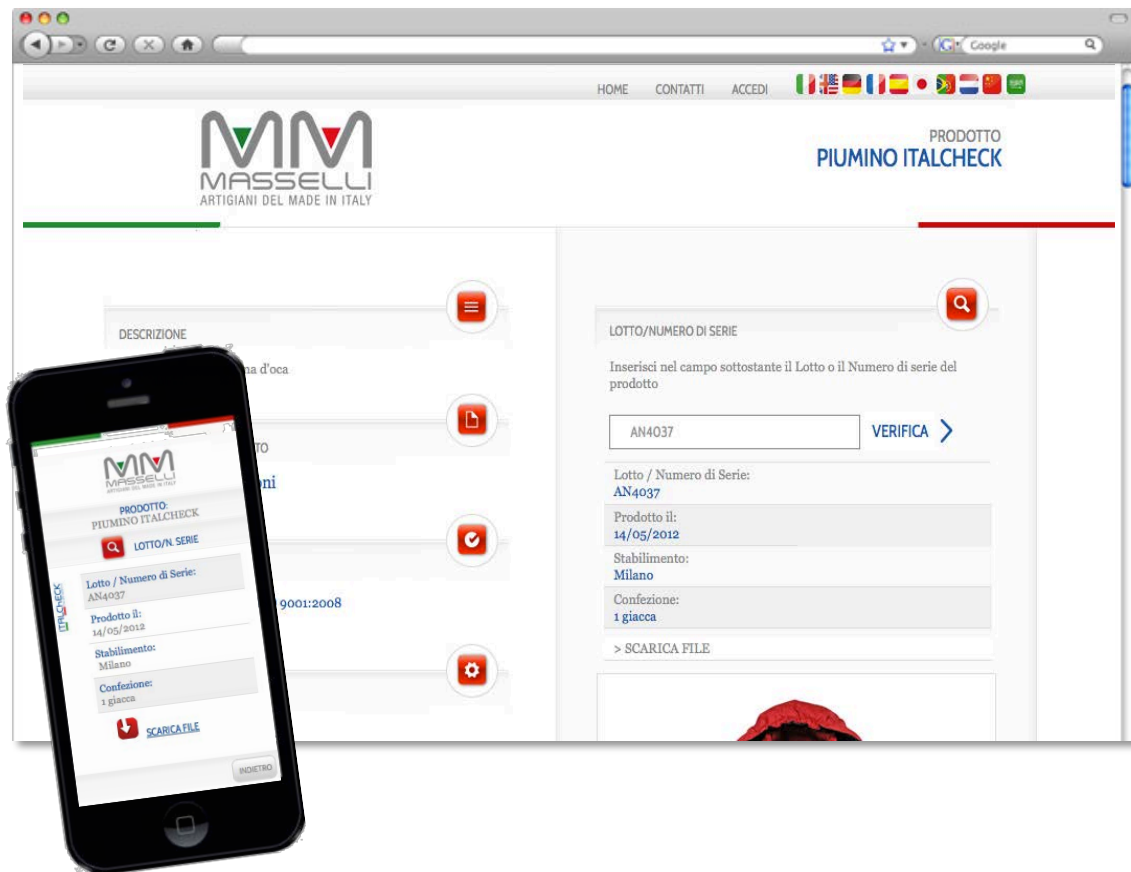 Google
HOME CONTATTI ACCEDI
MM
MASSELLI
ARTIGIANI DEL MADE IN ITALY
PRODOTTO
PIUMINO ITALCHECK
DESCRIZIONE
d'oca
9001:2008
LOTTO/NUMERO DI SERIE
Inserisci nel campo sottostante il Lotto o il Numero di serie del
prodotto
AN4037 VERIFICA
Lotto / Numero di Serie:
AN4037
Prodotto il:
14/05/2012
Stabilimento:
Milano
Confezione:
1 giacca
> SCARICA FILE
MM
MASSELLI
ARTIGIANI DEL MADE IN ITALY
PRODOTTO:
PIUMINO ITALCHECK
LOTTO/N. SERIE
ITALCHECK
Lotto / Numero di Serie:
AN4037
Prodotto il:
14/05/2012
Stabilimento:
Milano
Confezione:
1 giacca
SCARICA FILE
INDIETRO